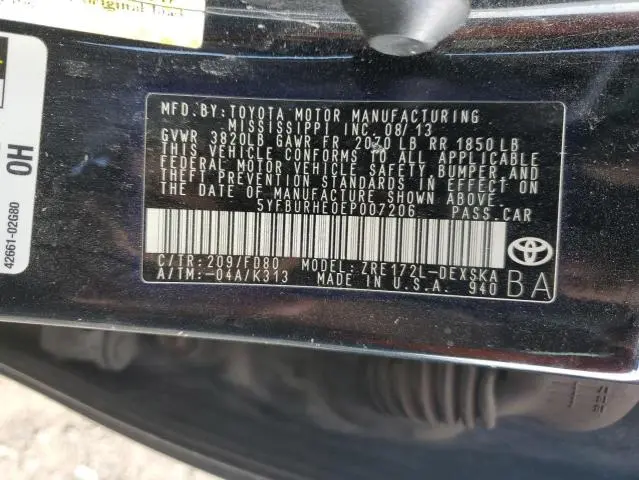 original
42661-02G80
OH
MFD.BY: TOYOTA MOTOR MANUFACTURING
MISSISSIPPI INC. 08/13
GVWR 3820LB GAWR FR 2070 LB RR 1850 LB
THIS VEHICLE CONFORMS TO ALL APPLICABLE
FEDERAL MOTOR VEHICLE SAFETY, BUMPER, AND
THEFT PREVENTION STANDARDS IN EFFECT ON
THE DATE OF MANUFACTURE SHOWN ABOVE.
5YFBURHE0EP007206 PASS.CAR
C/TR: 209/FD80 MODEL: ZRE172L-DEXSKA
A/TM: -04A/K313 MADE IN U.S.A. 940
BA